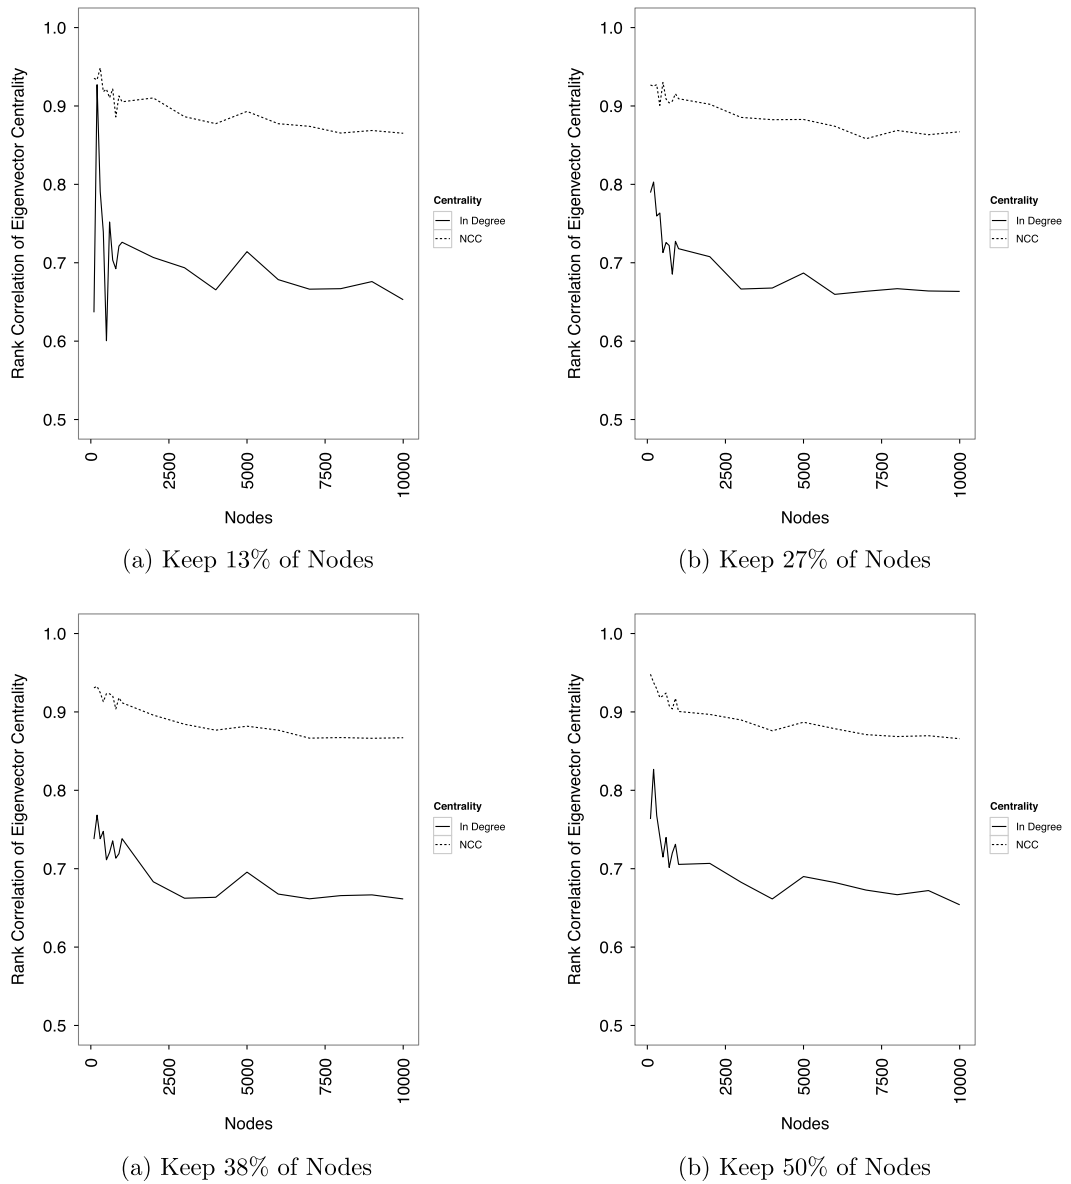 Rank Correlation of Eigenvector Centrality
1.0
0.9
0.8
0.7
0.6
0.5
0
2500
5000
7500
10000
Nodes
Centrality
In Degree
NCC
(a) Keep 13% of Nodes
Rank Correlation of Eigenvector Centrality
1.0
0.9
0.8
0.7
0.6
0.5
0
2500
5000
7500
10000
Nodes
Centrality
In Degree
NCC
(b) Keep 27% of Nodes
Rank Correlation of Eigenvector Centrality
1.0
0.9
0.8
0.7
0.6
0.5
0
2500
5000
7500
10000
Nodes
Centrality
In Degree
NCC
(a) Keep 38% of Nodes
Rank Correlation of Eigenvector Centrality
1.0
0.9
0.8
0.7
0.6
0.5
0
2500
5000
7500
10000
Nodes
Centrality
In Degree
NCC
(b) Keep 50% of Nodes